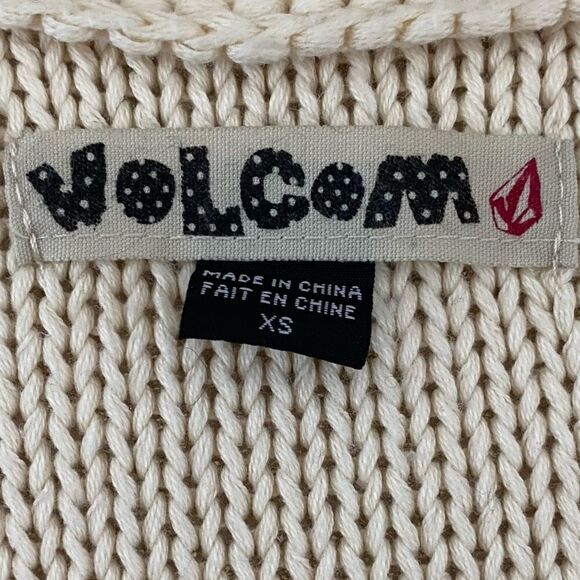 VOLCOM
MADE IN CHINA
FAIT EN CHINE
XS